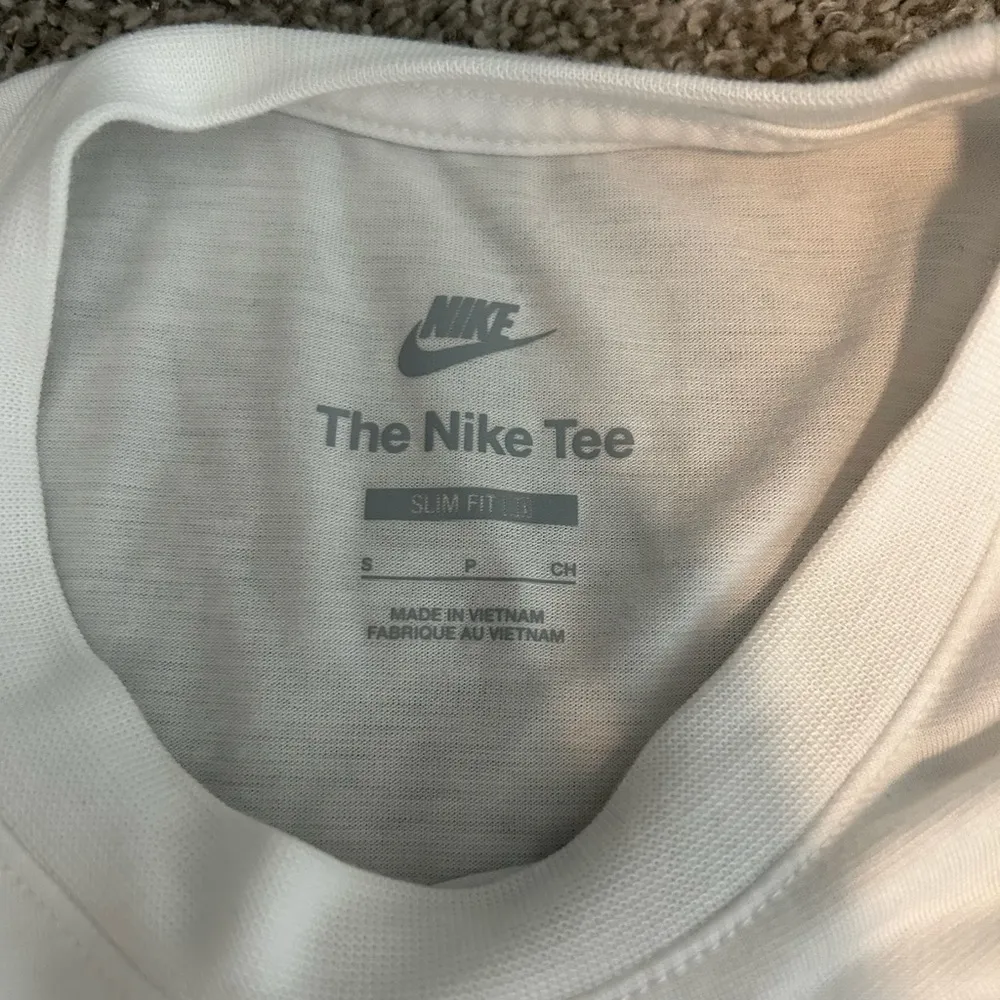 NIKE
The Nike Tee
SLIM FIT
S P CH
MADE IN VIETNAM
FABRIQUE AU VIETNAM